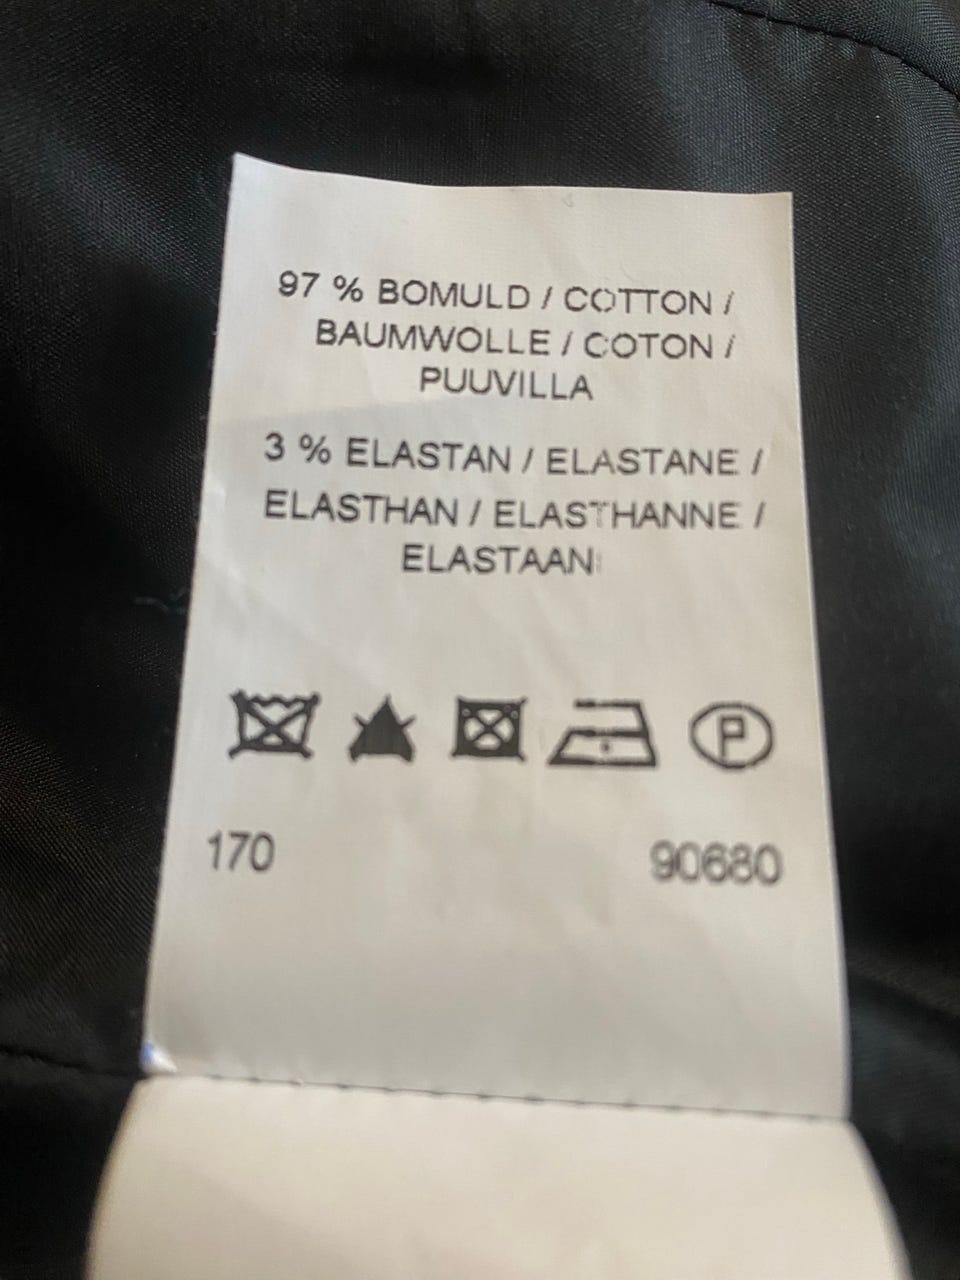 97 % BOMULD / COTTON /
BAUMWOLLE / COTON /
PUUVILLA
3 % ELASTAN / ELASTANE /
ELASTHAN / ELASTHANNE /
ELASTAAN
P
170 90680